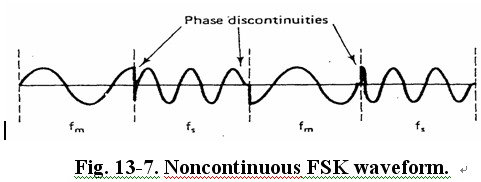 Phase discontinuities
fm fs fm fs
Fig. 13-7. Noncontinuous FSK waveform.